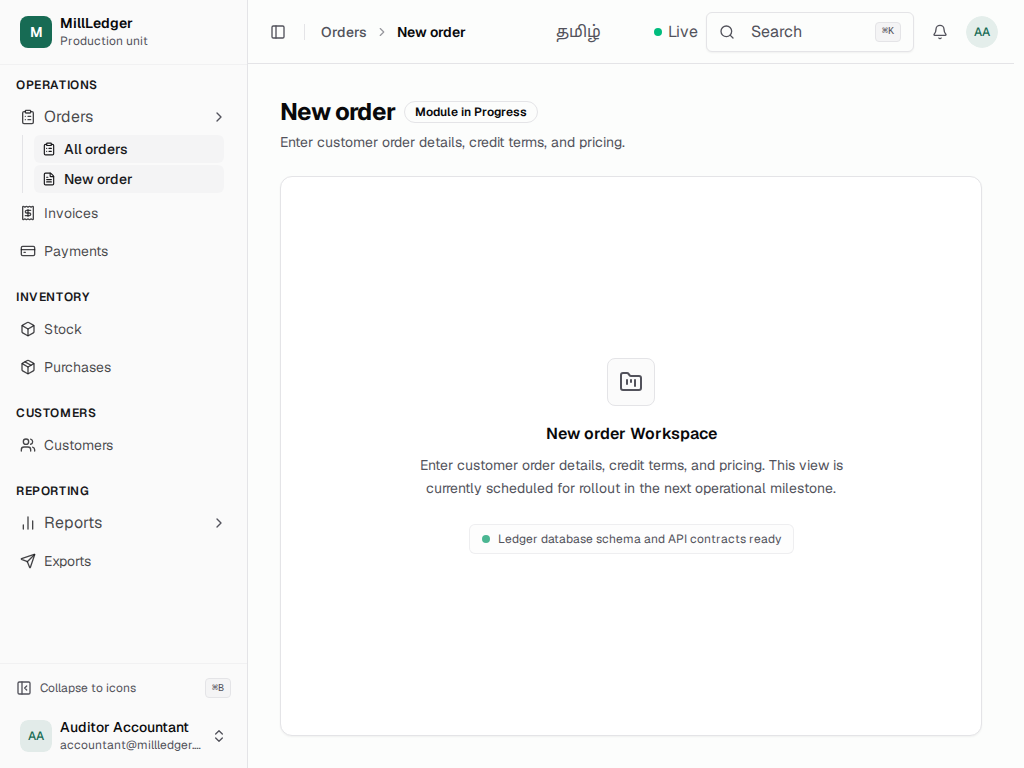 MillLedger
Production unit
OPERATIONS
Orders
All orders
New order
Invoices
Payments
INVENTORY
Stock
Purchases
CUSTOMERS
Customers
REPORTING
Reports
Exports
Collapse to icons ⌘B
AA
Auditor Accountant
accountant@millledger...
M
Orders > New order
தமிழ்
Live
Search ⌘K
AA
New order Module in Progress
Enter customer order details, credit terms, and pricing.
New order Workspace
Enter customer order details, credit terms, and pricing. This view is
currently scheduled for rollout in the next operational milestone.
Ledger database schema and API contracts ready